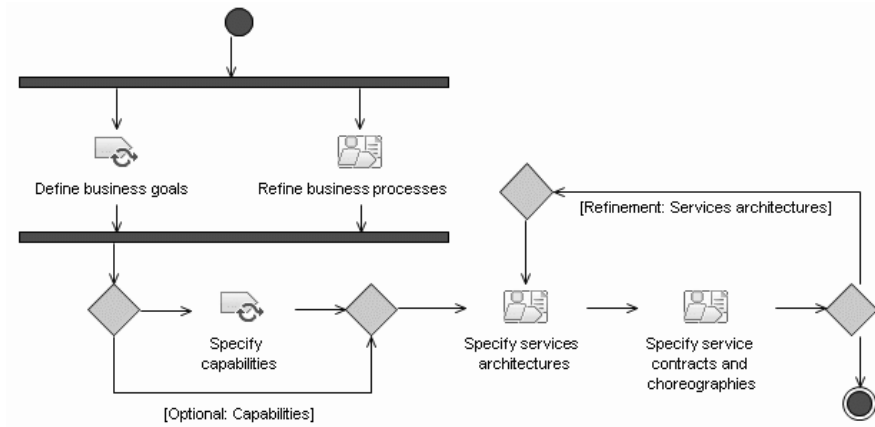 Define business goals
Refine business processes
[Refinement: Services architectures]
Specify
capabilities
Specify services
architectures
Specify service
contracts and
choreographies
[Optional: Capabilities]